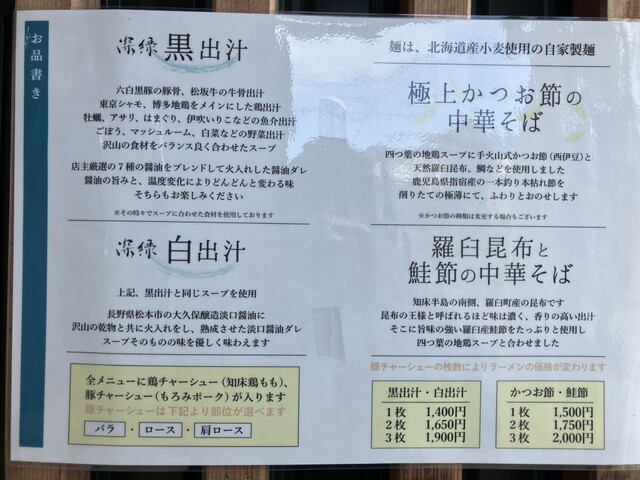 お品書き
深緑 黒出汁
六白黒豚の豚骨、松坂牛の牛骨出汁
東京シャモ、博多地鶏をメインにした鶏出汁
牡蠣、アサリ、はまぐり、伊吹いりこなどの魚介出汁
ごぼう、マッシュルーム、白菜などの野菜出汁
沢山の食材をバランス良く合わせたスープ
店主厳選の7種の醤油をブレンドして火入れした醤油ダレ
醤油の旨みと、温度変化によりどんどんと変わる味
そちらもお楽しみください
※その時々でスープに合わせた食材を使用しております
深緑 白出汁
上記、黒出汁と同じスープを使用
長野県松本市の大久保醸造淡口醤油に
沢山の乾物と共に火入れをし、熟成させた淡口醤油ダレ
スープそのものの味を優しく味わえます
全メニューに鶏チャーシュー(知床鶏もも)、
豚チャーシュー(もろみポーク)が入ります
豚チャーシューは下記より部位が選べます
バラ・ロース・肩ロース
麺は、北海道産小麦使用の自家製麺
極上かつお節の
中華そば
四つ葉の地鶏スープに手火山式かつお節(西伊豆)と
天然羅臼昆布、鯛などを使用しました
鹿児島県指宿産の一本釣り本枯れ節を
削りたての極薄にて、ふわりとおのせします
※かつお節の種類は変更する場合もございます
羅臼昆布と
鮭節の中華そば
知床半島の南側、羅臼町産の昆布です
昆布の王様と呼ばれるほど味は濃く、香りの高い出汁
そこに旨味の強い羅臼産鮭節をたっぷりと使用し
四つ葉の地鶏スープと合わせました
豚チャーシューの枚数によりラーメンの価格が変わります
黒出汁・白出汁
1枚 1,400円
2枚 1,650円
3枚 1,900円
かつお節・鮭節
1枚 1,500円
2枚 1,750円
3枚 2,000円